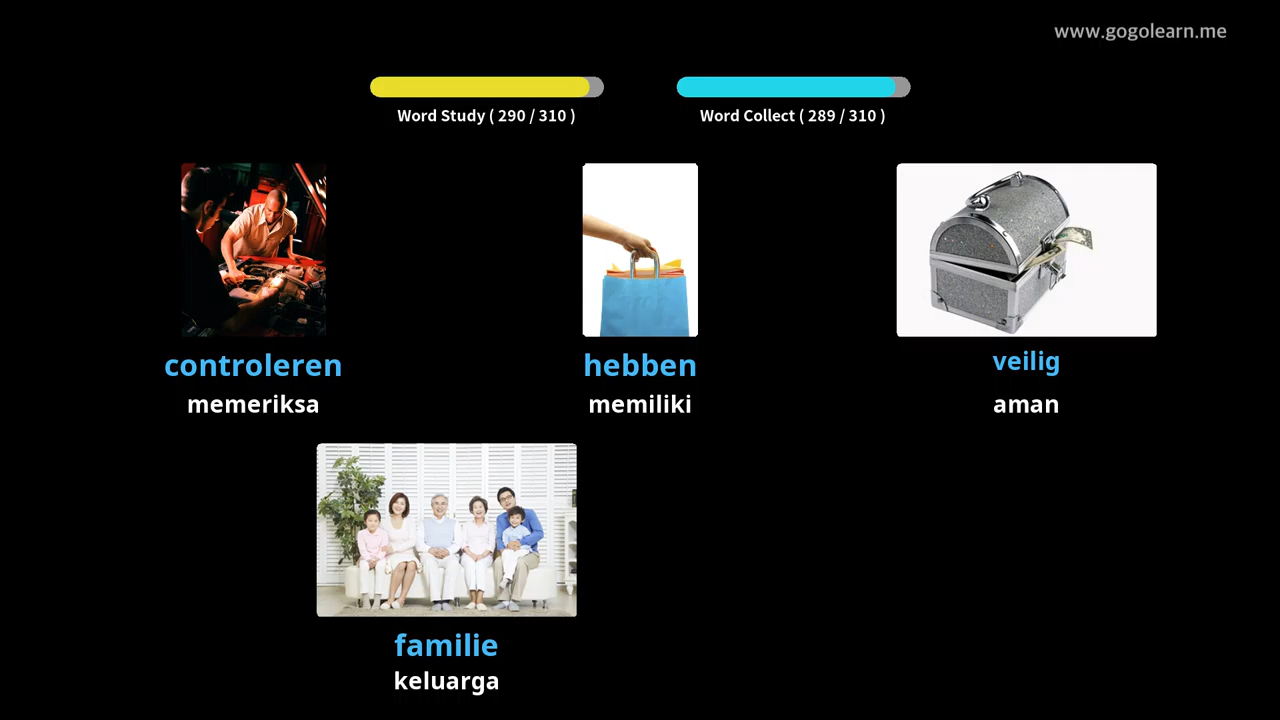 www.gogolearn.me
Word Study ( 290 / 310 )
Word Collect ( 289 / 310 )
controleren
memeriksa
hebben
memiliki
veilig
aman
familie
keluarga